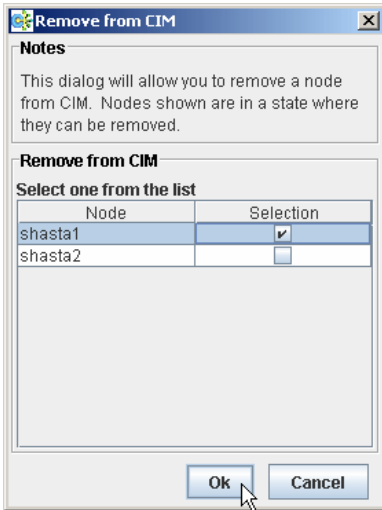 Remove from CIM
Notes
This dialog will allow you to remove a node
from CIM. Nodes shown are in a state where
they can be removed.
Remove from CIM
Select one from the list
Node Selection
shasta1
shasta2
Ok Cancel